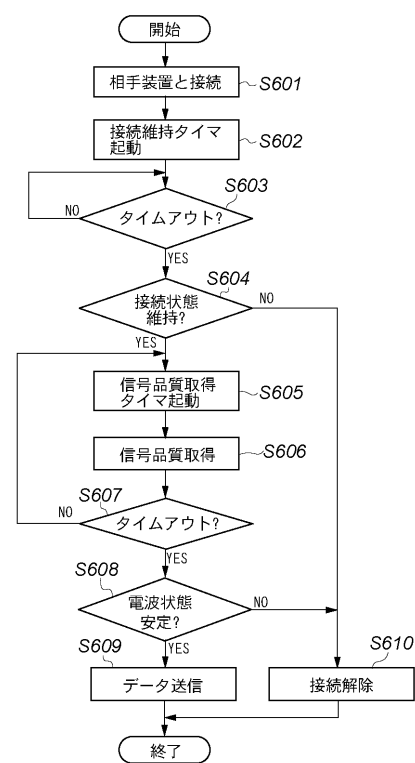 開始
相手装置と接続
S601
接続維持タイマ
起動
S602
S603
タイムアウト?
NO
YES
S604
接続状態
維持?
NO
YES
信号品質取得
タイマ起動
S605
信号品質取得
S606
S607
タイムアウト?
NO
YES
S608
電波状態
安定?
NO
YES
S609
データ送信
S610
接続解除
終了